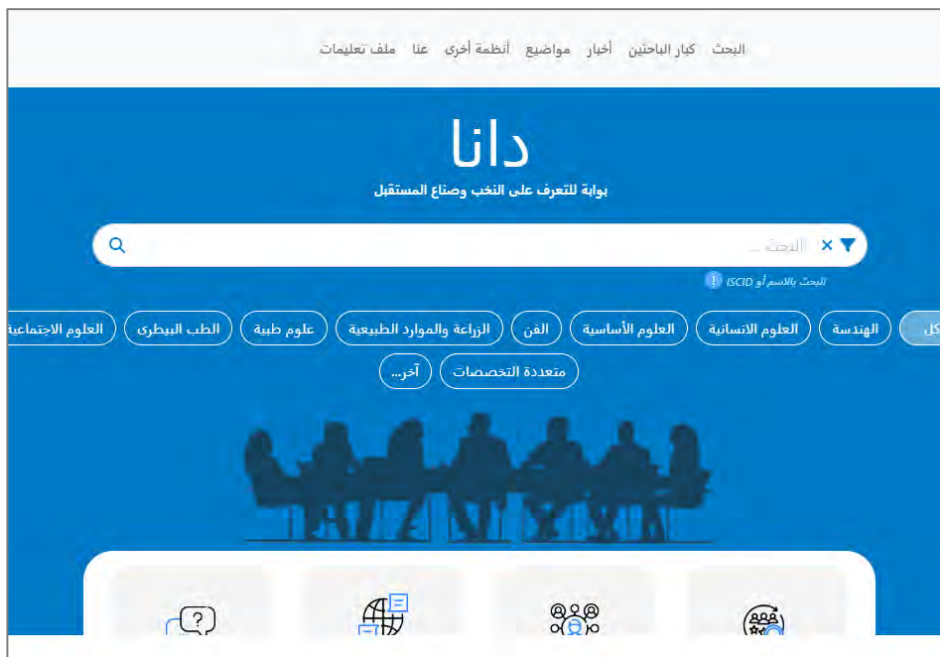 البحث كبار الباحثين أخبار مواضيع أنظمة أخرى عنا ملف تعليمات
دانا
بوابة للتعرف على النخب وصناع المستقبل
البحث ...
البحث بالاسم أو ISCID !
كل الهندسة العلوم الانسانية العلوم الأساسية الفن الزراعة والموارد الطبيعية علوم طبية الطب البيطرى العلوم الاجتماعية
متعددة التخصصات آخر...